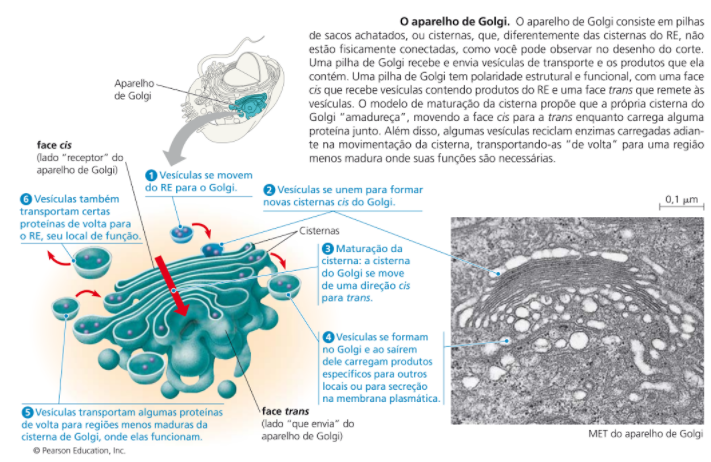 O aparelho de Golgi. O aparelho de Golgi consiste em pilhas
de sacos achatados, ou cisternas, que, diferentemente das cisternas do RE, não
estão fisicamente conectadas, como você pode observar no desenho do corte.
Uma pilha de Golgi recebe e envia vesículas de transporte e os produtos que ela
contém. Uma pilha de Golgi tem polaridade estrutural e funcional, com uma face
cis que recebe vesículas contendo produtos do RE e uma face trans que remete às
vesículas. O modelo de maturação da cisterna propõe que a própria cisterna do
Golgi "amadureça", movendo a face cis para a trans enquanto carrega alguma
proteína junto. Além disso, algumas vesículas reciclam enzimas carregadas adian-
te na movimentação da cisterna, transportando-as "de volta" para uma região
menos madura onde suas funções são necessárias.
Aparelho
de Golgi
face cis
(lado "receptor" do
aparelho de Golgi)
1 Vesículas se movem
do RE para o Golgi.
2 Vesículas se unem para formar
novas cisternas cis do Golgi.
0,1 µm
6 Vesículas também
transportam certas
proteínas de volta para
o RE, seu local de função.
Cisternas
3 Maturação da
cisterna: a cisterna
do Golgi se move
de uma direção cis
para trans.
4 Vesículas se formam
no Golgi e ao saírem
dele carregam produtos
específicos para outros
locais ou para secreção
na membrana plasmática.
5 Vesículas transportam algumas proteínas
de volta para regiões menos maduras da
cisterna de Golgi, onde elas funcionam.
face trans
(lado "que envia" do
aparelho de Golgi)
MET do aparelho de Golgi
© Pearson Education, Inc.